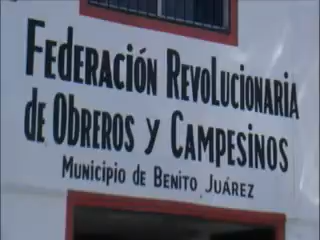 Federación Revolucionaria
de Obreros y Campesinos
Municipio de Benito Juárez